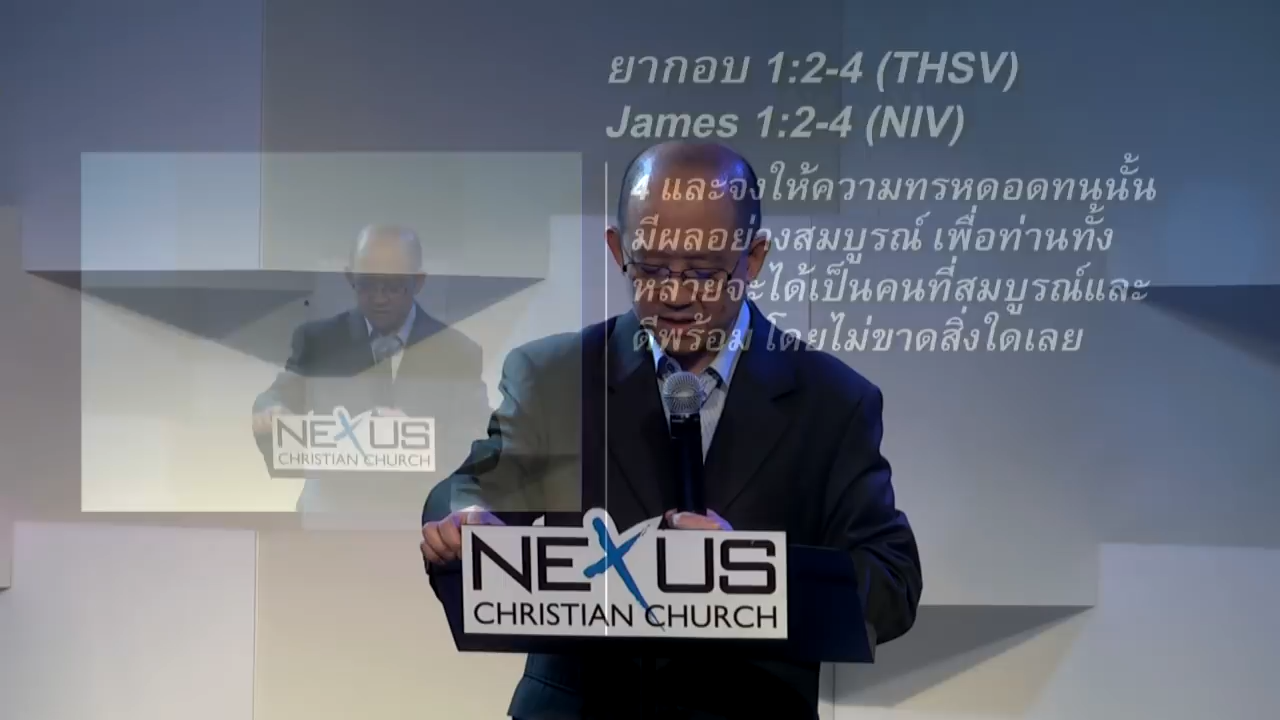 ยากอบ 1:2-4 (THSV)
James 1:2-4 (NIV)
4 และจงให้ความทรหดอดทนนั้น
มีผลอย่างสมบูรณ์ เพื่อท่านทั้ง
หลายจะได้เป็นคนที่สมบูรณ์และ
ดีพร้อม โดยไม่ขาดสิ่งใดเลย
NEXUS
CHRISTIAN CHURCH
NEXUS
CHRISTIAN CHURCH